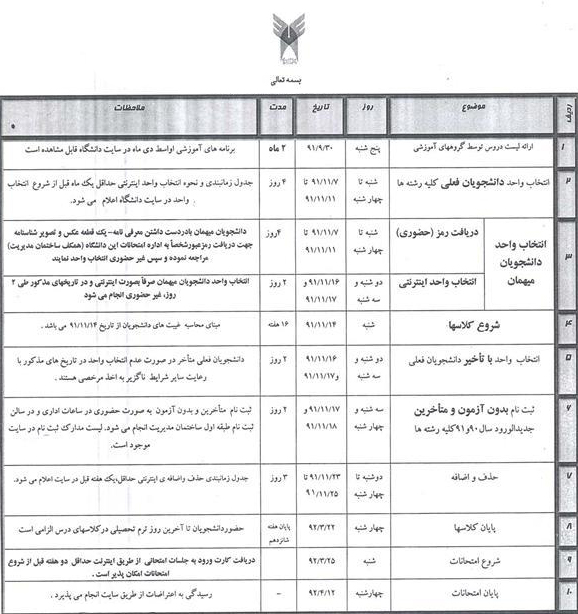 بسمه تعالی
ردیف موضوع روز تاریخ مدت ملاحظات
۱ ارائه لیست دروس توسط گروههای آموزشی پنج شنبه ۹۱/۹/۳۰ ۲ ماه برنامه های آموزشی اواسط دی ماه در سایت دانشگاه قابل مشاهده است
۲ انتخاب واحد دانشجویان فعلی کلیه رشته ها شنبه تا ۹۱/۱۱/۷ تا ۴ روز جدول زمانبندی و نحوه انتخاب واحد اینترنتی حداقل یک ماه قبل از شروع انتخاب
چهار شنبه ۹۱/۱۱/۱۱ واحد در سایت دانشگاه اعلام می شود.
۳ انتخاب واحد دانشجویان میهمان
دریافت رمز (حضوری) شنبه تا ۹۱/۱۱/۷ تا ۴روز دانشجویان میهمان بادردست داشتن معرفی نامه- یک قطعه عکس و تصویر شناسنامه
چهار شنبه ۹۱/۱۱/۱۱ جهت دریافت رمزعبورشخصاً به اداره امتحانات این دانشگاه (همکف ساختمان مدیریت)
مراجعه نموده و سپس غیر حضوری انتخاب واحد نمایند
انتخاب واحد اینترنتی دو شنبه و ۹۱/۱۱/۱۶ و ۲ روز انتخاب واحد دانشجویان میهمان صرفاً بصورت اینترنتی و در تاریخهای مذکور طی ۲
سه شنبه ۹۱/۱۱/۱۷ روز، غیر حضوری انجام می شود
۴ شروع کلاسها شنبه ۹۱/۱۱/۱۴ ۱۶ هفته مبنای محاسبه غیبت های دانشجویان از تاریخ ۹۱/۱۱/۱۴ می باشد .
۵ انتخاب واحد با تأخیر دانشجویان فعلی دو شنبه و ۹۱/۱۱/۱۶ ۲ روز دانشجویان فعلی متأخر در صورت عدم انتخاب واحد در تاریخ های مذکور با
سه شنبه و۹۱/۱۱/۱۷ رعایت سایر شرایط ناگزیر به اخذ مرخصی هستند .
۶ ثبت نام بدون آزمون و متأخرین سه شنبه و ۹۱/۱۱/۱۷ و ۲ روز ثبت نام متأخرین و بدون آزمون به صورت حضوری در ساعات اداری و در سالن
جدیدالورود سال۹۰و۹۱کلیه رشته ها چهار شنبه ۹۱/۱۱/۱۸ ثبت نام طبقه اول ساختمان مدیریت انجام می شود. لیست مدارک ثبت نام در سایت
موجود است.
۷ حذف و اضافه دوشنبه تا ۹۱/۱۱/۲۳ تا ۳ روز جدول زمانبندی حذف واضافه ی اینترنتی حداقل،یک هفته قبل در سایت اعلام می شود.
چهار شنبه ۹۱/۱۱/۲۵
۸ پایان کلاسها چهار شنبه ۹۲/۳/۲۲ پایان هفته حضوردانشجویان تا آخرین روز ترم تحصیلی درکلاسهای درس الزامی است
شانزدهم
۹ شروع امتحانات شنبه ۹۲/۳/۲۵ دریافت کارت ورود به جلسات امتحانی از طریق اینترنت حداقل دو هفته قبل از شروع
امتحانات امکان پذیر است .
۱۰ پایان امتحانات چهارشنبه ۹۲/۴/۱۲ - رسیدگی به اعتراضات از طریق سایت انجام می پذیرد .